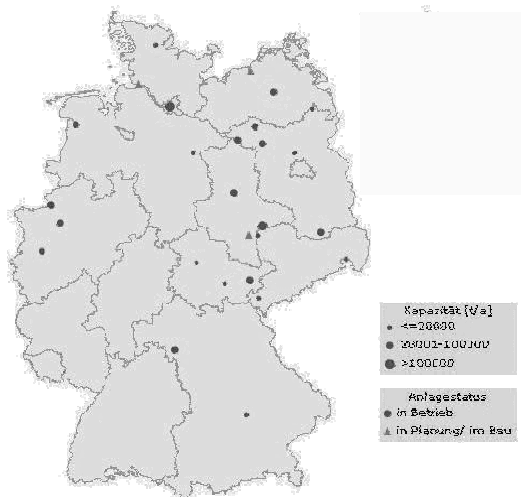 Kapazität [t/a]
<=20000
20001-100000
>100000
Anlagestatus
in Betrieb
in Planung/ im Bau